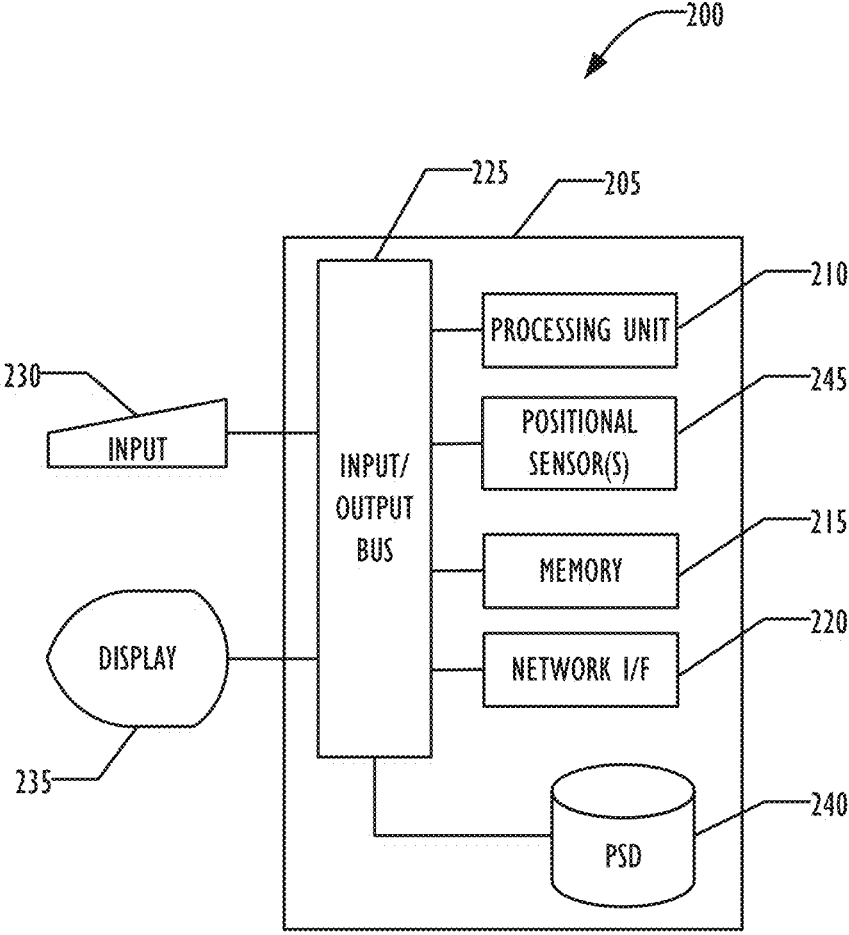 200
225
205
210
PROCESSING UNIT
230
245
INPUT
POSITIONAL
SENSOR(S)
INPUT/
OUTPUT
BUS
215
MEMORY
220
DISPLAY
NETWORK I/F
235
240
PSD